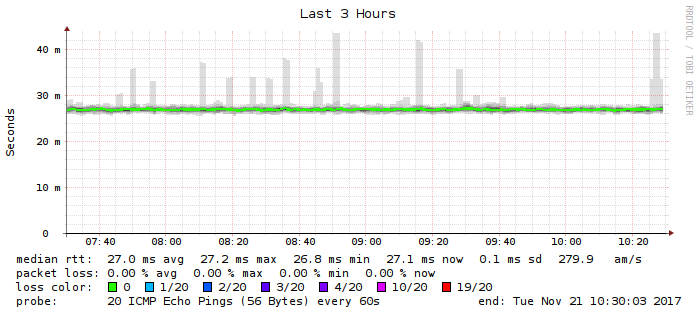 Last 3 Hours
RRDTOOL / TOBI OETIKER
Seconds
40 m
30 m
20 m
10 m
0
07:40 08:00 08:20 08:40 09:00 09:20 09:40 10:00 10:20
median rtt: 27.0 ms avg 27.2 ms max 26.8 ms min 27.1 ms now 0.1 ms sd 279.9 am/s
packet loss: 0.00 % avg 0.00 % max 0.00 % min 0.00 % now
loss color: 0 1/20 2/20 3/20 4/20 10/20 19/20
probe: 20 ICMP Echo Pings (56 Bytes) every 60s end: Tue Nov 21 10:30:03 2017